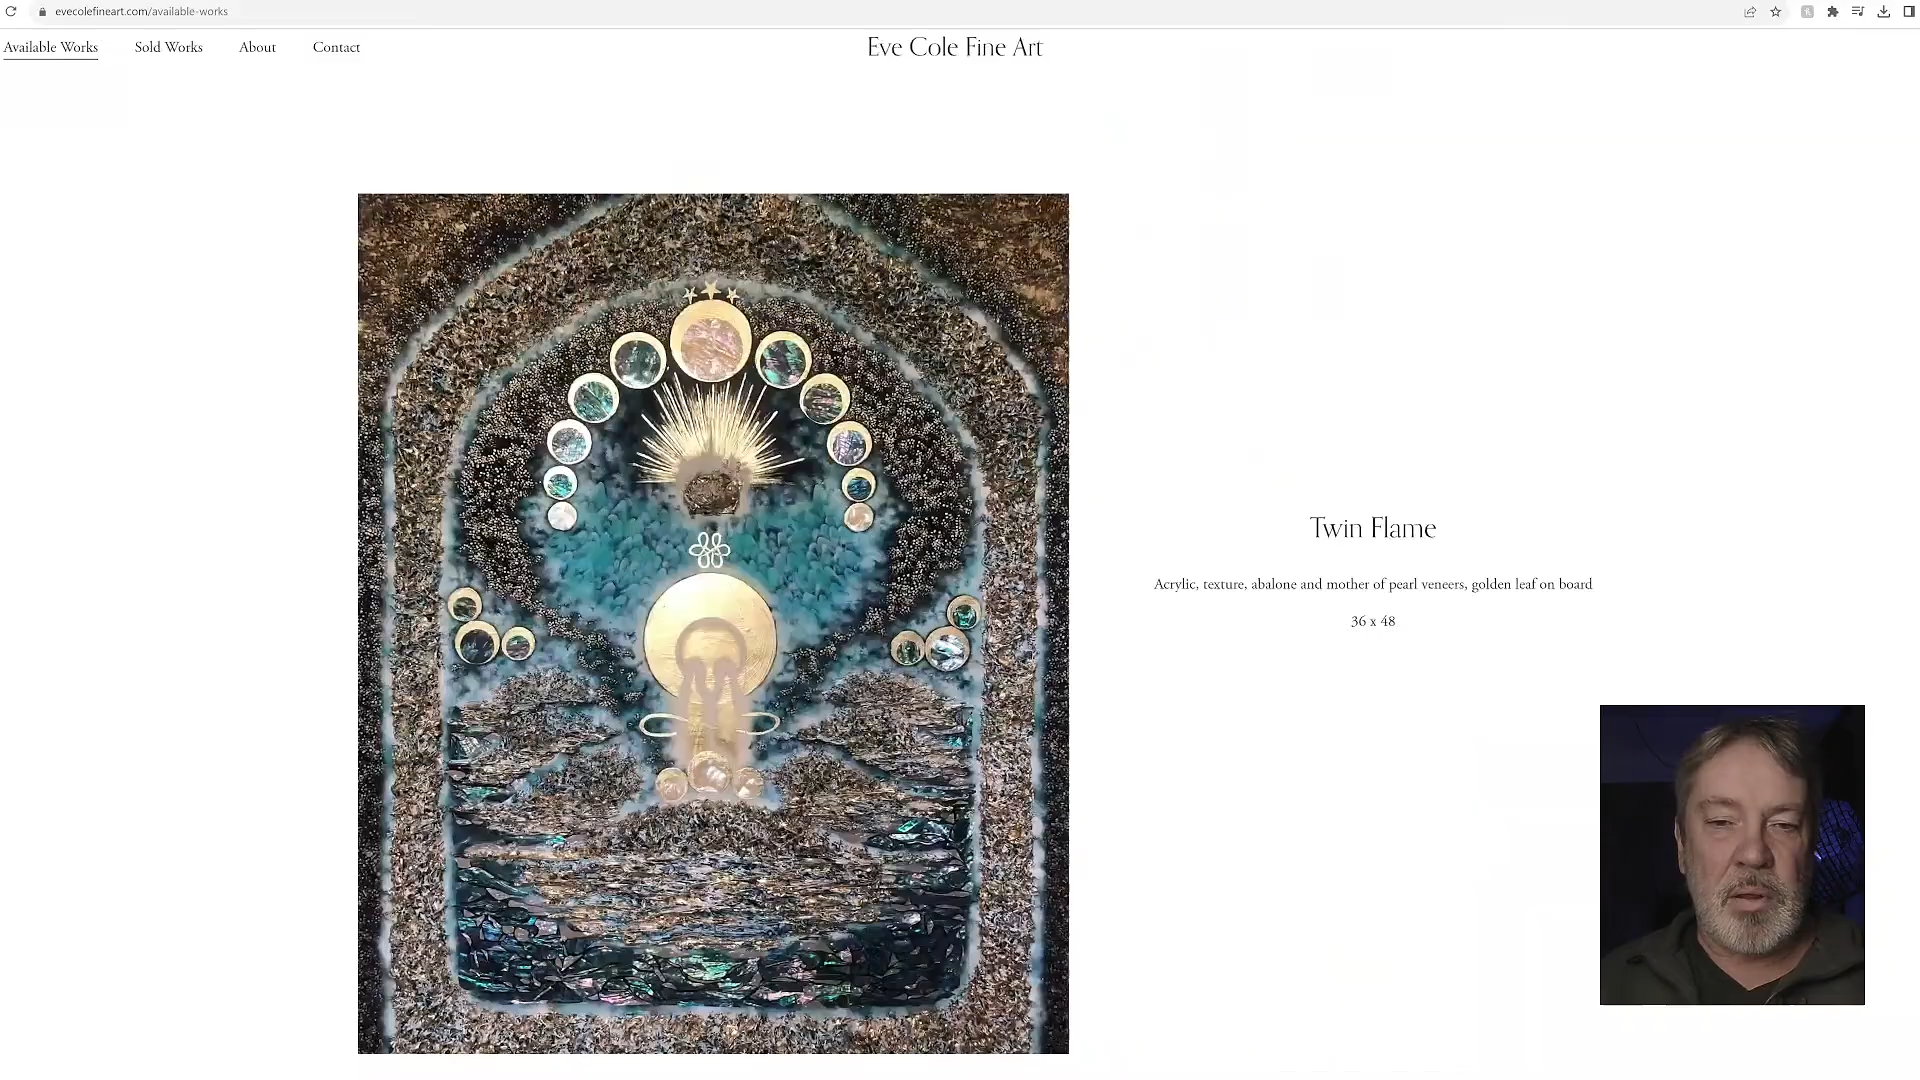 evecolefineart.com/available-works
Available Works
Sold Works
About
Contact
Eve Cole Fine Art
Twin Flame
Acrylic, texture, abalone and mother of pearl veneers, golden leaf on board
36 x 48